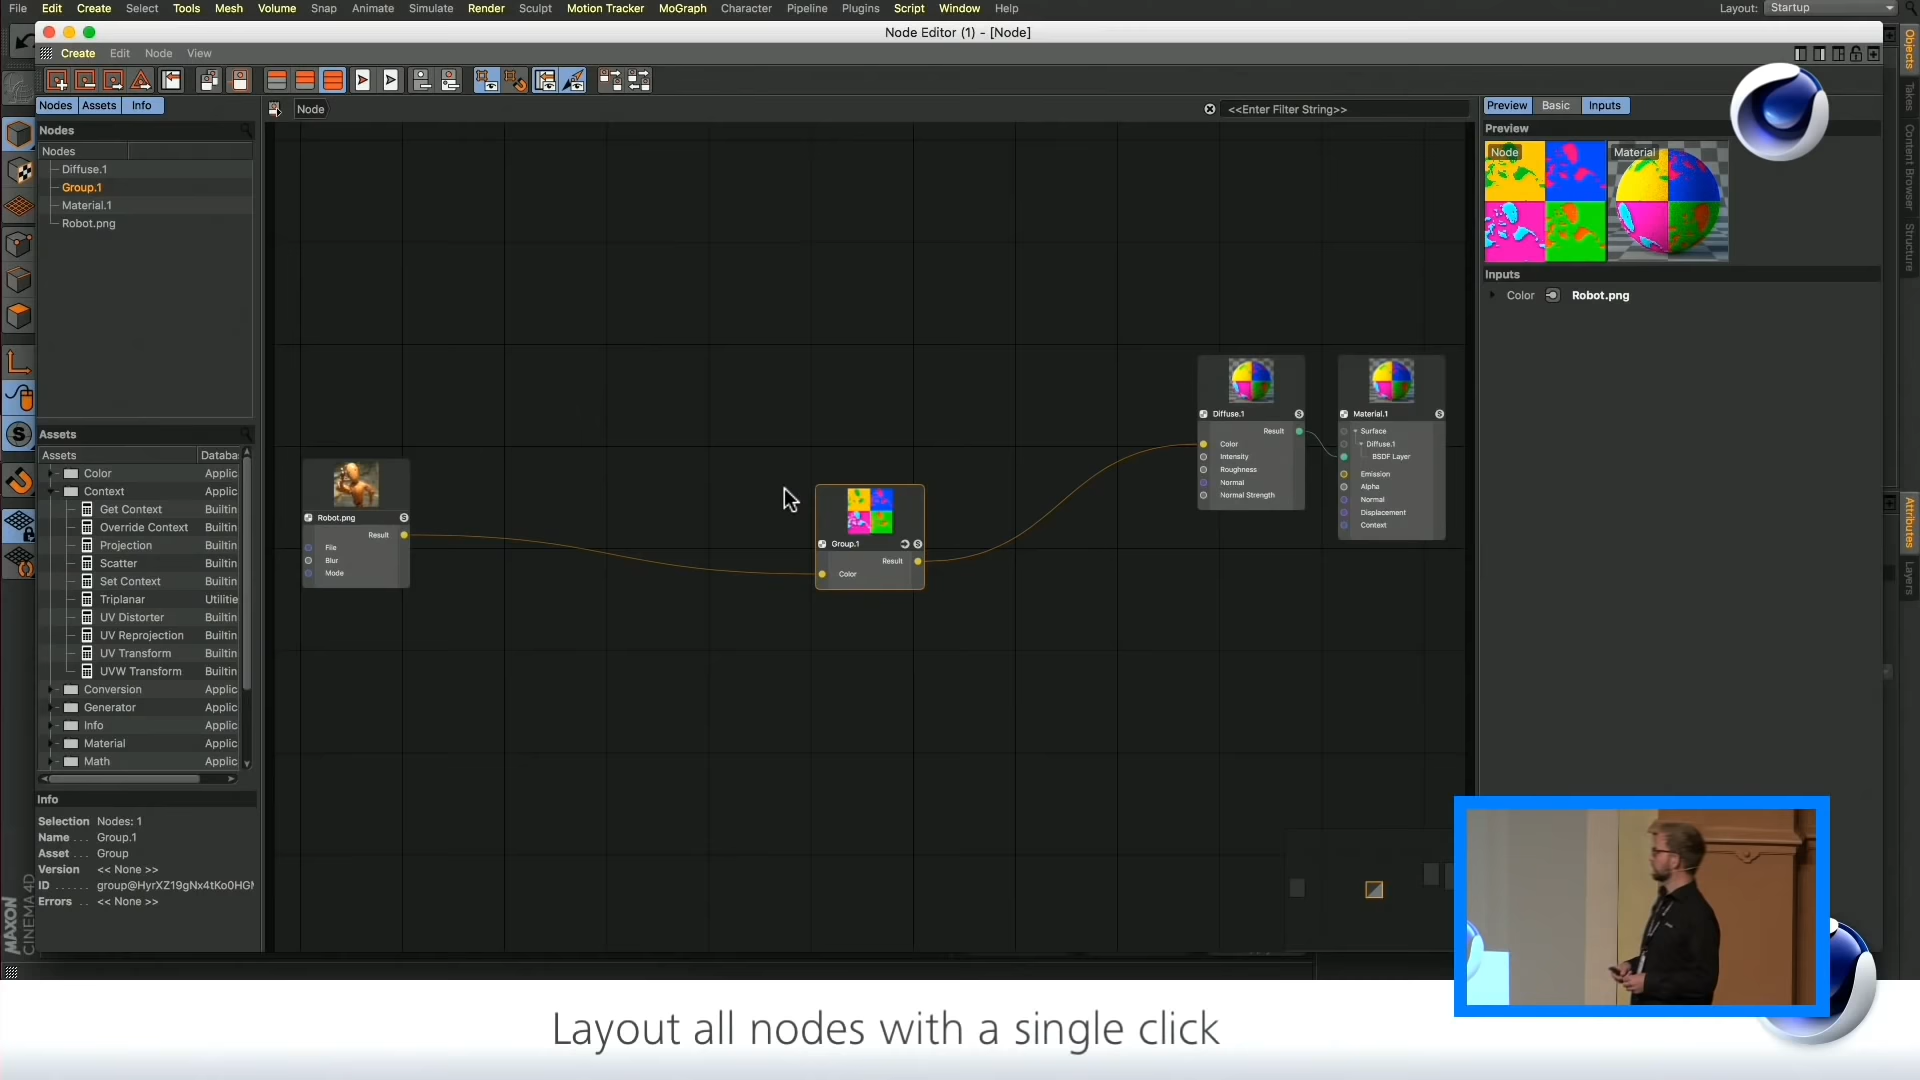 File Edit Create Select Tools Mesh Volume Snap Animate Simulate Render Sculpt Motion Tracker MoGraph Character Pipeline Plugins Script Window Help Layout: Startup
Node Editor (1) - [Node]
Create Edit Node View
Nodes Assets Info
Node
<<Enter Filter String>>
Preview Basic Inputs
Nodes
Nodes
Diffuse.1
Group.1
Material.1
Robot.png
Assets
Assets Databa
Color Applic
Context Applic
Get Context Builtin
Override Context Builtin
Projection Builtin
Scatter Builtin
Set Context Builtin
Triplanar Utilitie
UV Distorter Builtin
UV Reprojection Builtin
UV Transform Builtin
UVW Transform Builtin
Conversion Applic
Generator Applic
Info Applic
Material Applic
Math Applic
Info
Selection Nodes: 1
Name ... Group.1
Asset ... Group
Version << None >>
ID ...... group@HyrXZ19gNx4tKo0HG
Errors .. << None >>
MAXON
CINEMA 4D
Robot.png
Result
File
Blur
Mode
Group.1
Result
Color
Diffuse.1
Result
Color
Intensity
Roughness
Normal
Normal Strength
Material.1
Surface
Diffuse.1
BSDF Layer
Emission
Alpha
Normal
Displacement
Context
Preview
Node
Material
Inputs
Color Robot.png
Objects
Takes
Content Browser
Structure
Attributes
Layers
Layout all nodes with a single click